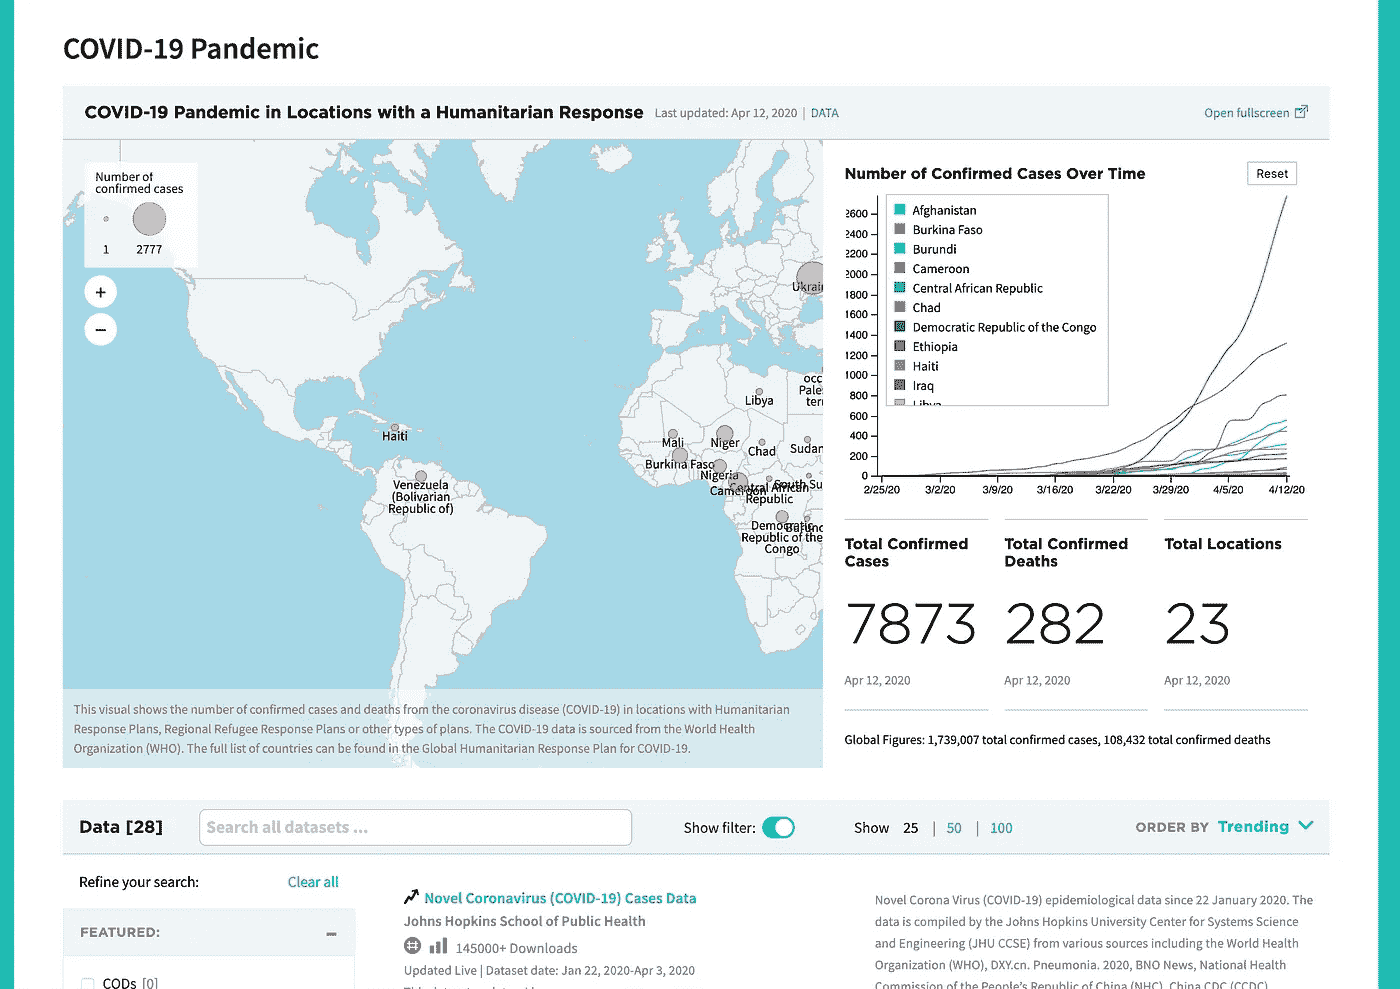 COVID-19 Pandemic
COVID-19 Pandemic in Locations with a Humanitarian Response Last updated: Apr 12, 2020 | DATA
Open fullscreen
Number of
confirmed cases
1 2777
+
−
Ukrai
occ
Pale
terr
Libya
Haiti
Mali
Niger
Chad
Sudan
Burkina Faso
Nigeria
Cameroon
Central African
Republic
South Su
Venezuela
(Bolivarian
Republic of)
Democratic
Republic of the
Congo
Burund
This visual shows the number of confirmed cases and deaths from the coronavirus disease (COVID-19) in locations with Humanitarian
Response Plans, Regional Refugee Response Plans or other types of plans. The COVID-19 data is sourced from the World Health
Organization (WHO). The full list of countries can be found in the Global Humanitarian Response Plan for COVID-19.
Number of Confirmed Cases Over Time
Reset
2600
2400
2200
2000
1800
1600
1400
1200
1000
800
600
400
200
0
Afghanistan
Burkina Faso
Burundi
Cameroon
Central African Republic
Chad
Democratic Republic of the Congo
Ethiopia
Haiti
Iraq
Libya
2/25/20 3/2/20 3/9/20 3/16/20 3/22/20 3/29/20 4/5/20 4/12/20
Total Confirmed
Cases
7873
Apr 12, 2020
Total Confirmed
Deaths
282
Apr 12, 2020
Total Locations
23
Apr 12, 2020
Global Figures: 1,739,007 total confirmed cases, 108,432 total confirmed deaths
Data [28]
Search all datasets ...
Show filter:
Show 25 | 50 | 100
ORDER BY Trending
Refine your search:
Clear all
FEATURED:
−
CODs [0]
Novel Coronavirus (COVID-19) Cases Data
Johns Hopkins School of Public Health
145000+ Downloads
Updated Live | Dataset date: Jan 22, 2020-Apr 3, 2020
Novel Corona Virus (COVID-19) epidemiological data since 22 January 2020. The
data is compiled by the Johns Hopkins University Center for Systems Science
and Engineering (JHU CCSE) from various sources including the World Health
Organization (WHO), DXY.cn. Pneumonia. 2020, BNO News, National Health
Commission of the People's Republic of China (NHC), China CDC (CCDC),